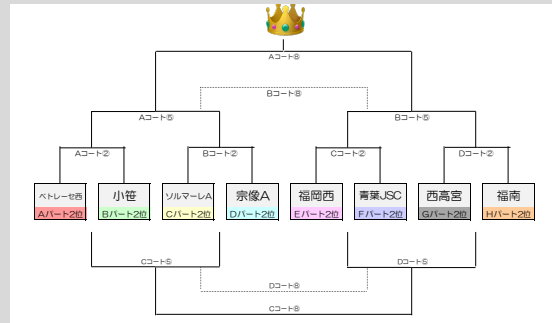 Aコート⑧
Bコート⑧
Aコート⑤ Bコート⑤
Aコート② Bコート② Cコート② Dコート②
ベトレーゼ西 小笹 ソルマーレA 宗像A 福岡西 青葉JSC 西高宮 福南
Aパート2位 Bパート2位 Cパート2位 Dパート2位 Eパート2位 Fパート2位 Gパート2位 Hパート2位
Cコート⑤ Dコート⑤
Dコート⑧
Cコート⑧